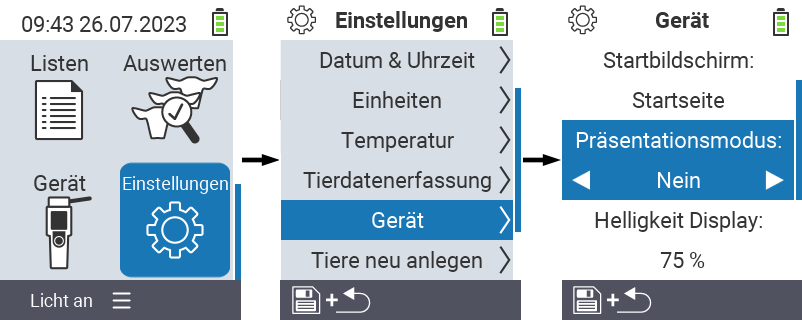 09:43 26.07.2023
Listen
Auswerten
Gerät
Einstellungen
Licht an
Einstellungen
Datum & Uhrzeit
Einheiten
Temperatur
Tierdatenerfassung
Gerät
Tiere neu anlegen
+
Gerät
Startbildschirm:
Startseite
Präsentationsmodus:
Nein
Helligkeit Display:
75 %
+